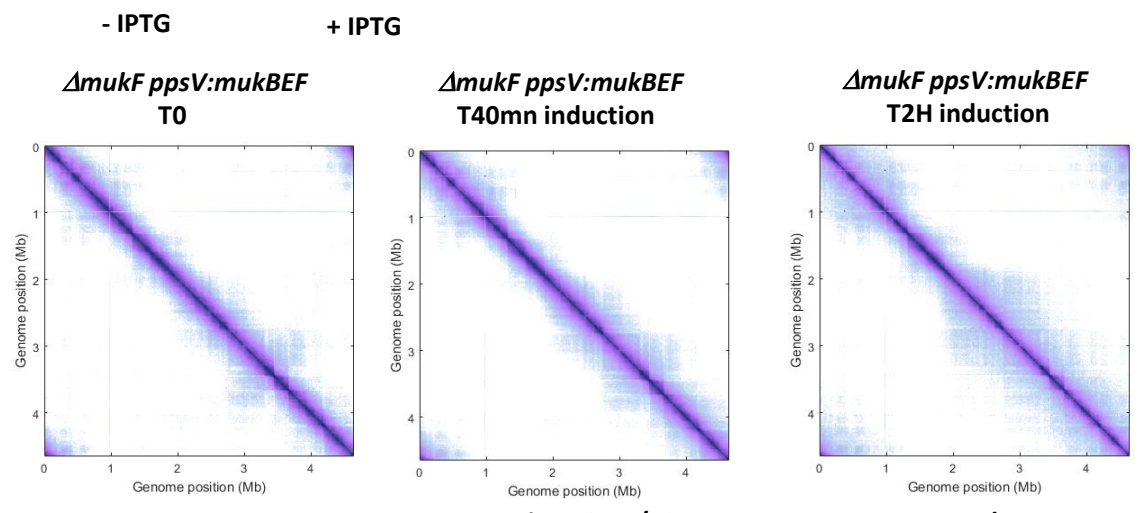 - IPTG
+ IPTG
ΔmukF ppsV:mukBEF
T0
ΔmukF ppsV:mukBEF
T40mn induction
ΔmukF ppsV:mukBEF
T2H induction
0
1
2
3
4
Genome position (Mb)
0 1 2 3 4
Genome position (Mb)
0
1
2
3
4
Genome position (Mb)
0 1 2 3 4
Genome position (Mb)
0
1
2
3
4
Genome position (Mb)
0 1 2 3 4
Genome position (Mb)